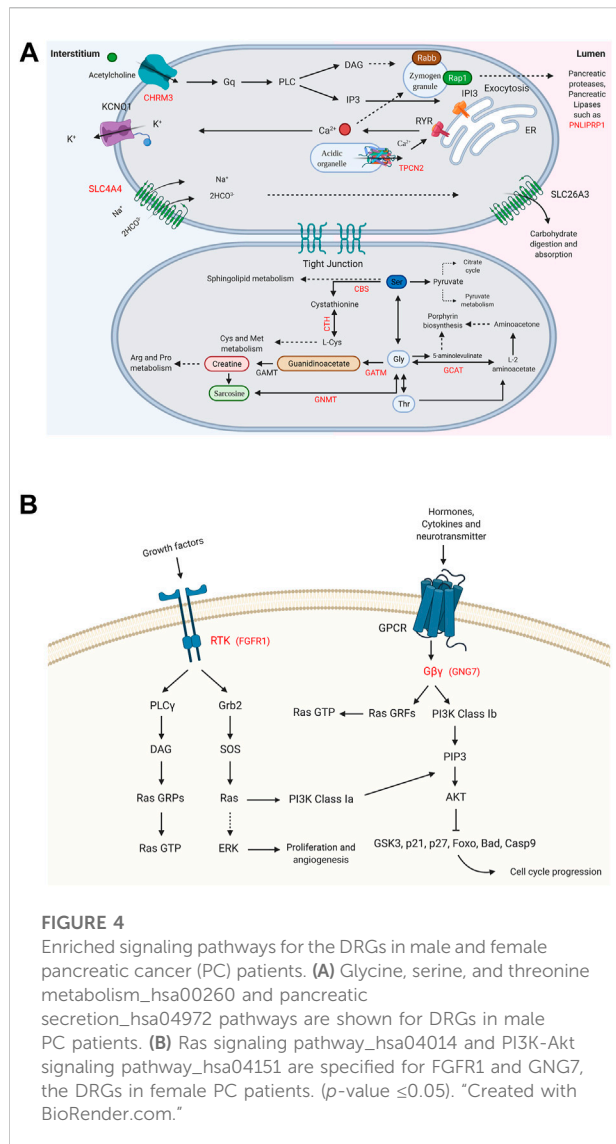 A
Interstitium
Lumen
Acetylcholine
CHRM3
Gq
PLC
DAG
IP3
Rabb
Zymogen
granule
Rap1
IPI3
Exocytosis
Pancreatic
proteases,
Pancreatic
Lipases
such as
PNLIPRP1
KCNQ1
K⁺
K⁺
Ca²⁺
RYR
ER
Ca²⁺
Acidic
organelle
TPCN2
SLC4A4
Na⁺
2HCO³⁻
Na⁺
2HCO³⁻
SLC26A3
Carbohydrate
digestion and
absorption
Tight Junction
Sphingolipid metabolism
CBS
Ser
Pyruvate
Citrate
cycle
Pyruvate
metabolism
Cystathionine
CTH
Cys and Met
metabolism
L-Cys
Porphyrin
biosynthesis
Aminoacetone
Arg and Pro
metabolism
Creatine
GAMT
Guanidinoacetate
GATM
Gly
5-aminolevulinate
GCAT
L-2
aminoacetate
Sarcosine
GNMT
Thr
B
Growth factors
Hormones,
Cytokines and
neurotransmitter
RTK (FGFR1)
GPCR
Gβγ (GNG7)
PLCγ
Grb2
Ras GTP
Ras GRFs
PI3K Class Ib
DAG
SOS
PIP3
Ras GRPs
Ras
PI3K Class Ia
AKT
Ras GTP
ERK
Proliferation and
angiogenesis
GSK3, p21, p27, Foxo, Bad, Casp9
Cell cycle progression
FIGURE 4
Enriched signaling pathways for the DRGs in male and female
pancreatic cancer (PC) patients. (A) Glycine, serine, and threonine
metabolism_hsa00260 and pancreatic
secretion_hsa04972 pathways are shown for DRGs in male
PC patients. (B) Ras signaling pathway_hsa04014 and PI3K-Akt
signaling pathway_hsa04151 are specified for FGFR1 and GNG7,
the DRGs in female PC patients. (p-value ≤0.05). "Created with
BioRender.com."